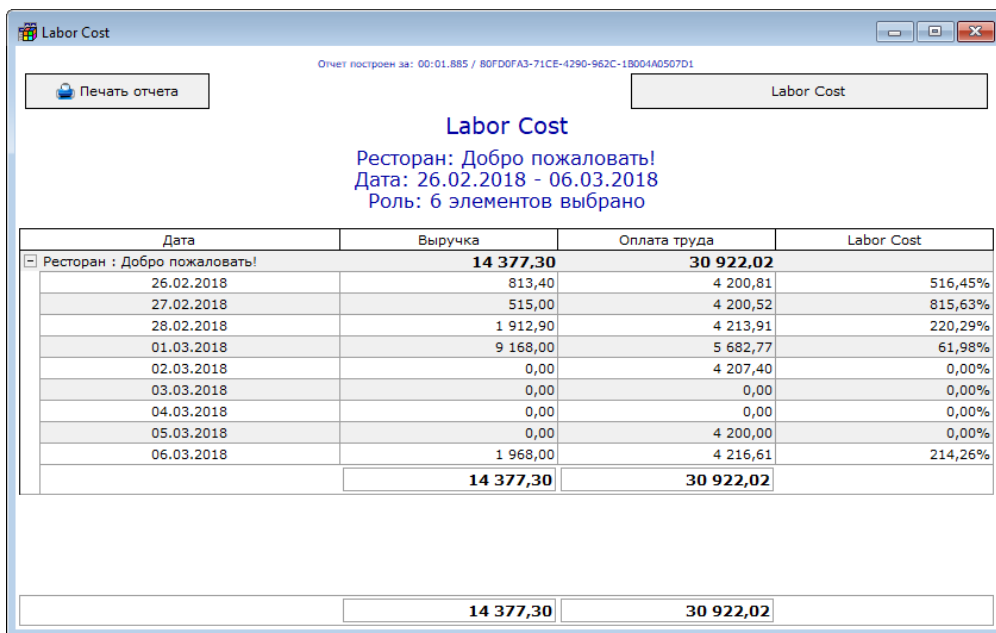 Labor Cost
Отчет построен за: 00:01.885 / 80FD0FA3-71CE-4290-962C-1B004A0507D1
Печать отчета
Labor Cost
Labor Cost
Ресторан: Добро пожаловать!
Дата: 26.02.2018 - 06.03.2018
Роль: 6 элементов выбрано
Дата Выручка Оплата труда Labor Cost
Ресторан : Добро пожаловать! 14 377,30 30 922,02
26.02.2018 813,40 4 200,81 516,45%
27.02.2018 515,00 4 200,52 815,63%
28.02.2018 1 912,90 4 213,91 220,29%
01.03.2018 9 168,00 5 682,77 61,98%
02.03.2018 0,00 4 207,40 0,00%
03.03.2018 0,00 0,00 0,00%
04.03.2018 0,00 0,00 0,00%
05.03.2018 0,00 4 200,00 0,00%
06.03.2018 1 968,00 4 216,61 214,26%
14 377,30 30 922,02
14 377,30 30 922,02